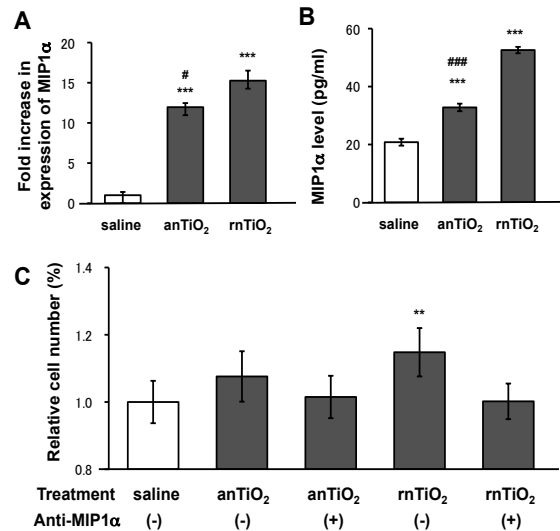 A
Fold increase in
expression of MIP1α
20
15
10
5
0
#
***
***
saline anTiO₂ rnTiO₂
B
MIP1α level (pg/ml)
60
40
20
0
###
***
***
saline anTiO₂ rnTiO₂
C
Relative cell number (%)
1.4
1.2
1.0
0.8
**
Treatment saline anTiO₂ anTiO₂ rnTiO₂ rnTiO₂
Anti-MIP1α (-) (-) (+) (-) (+)